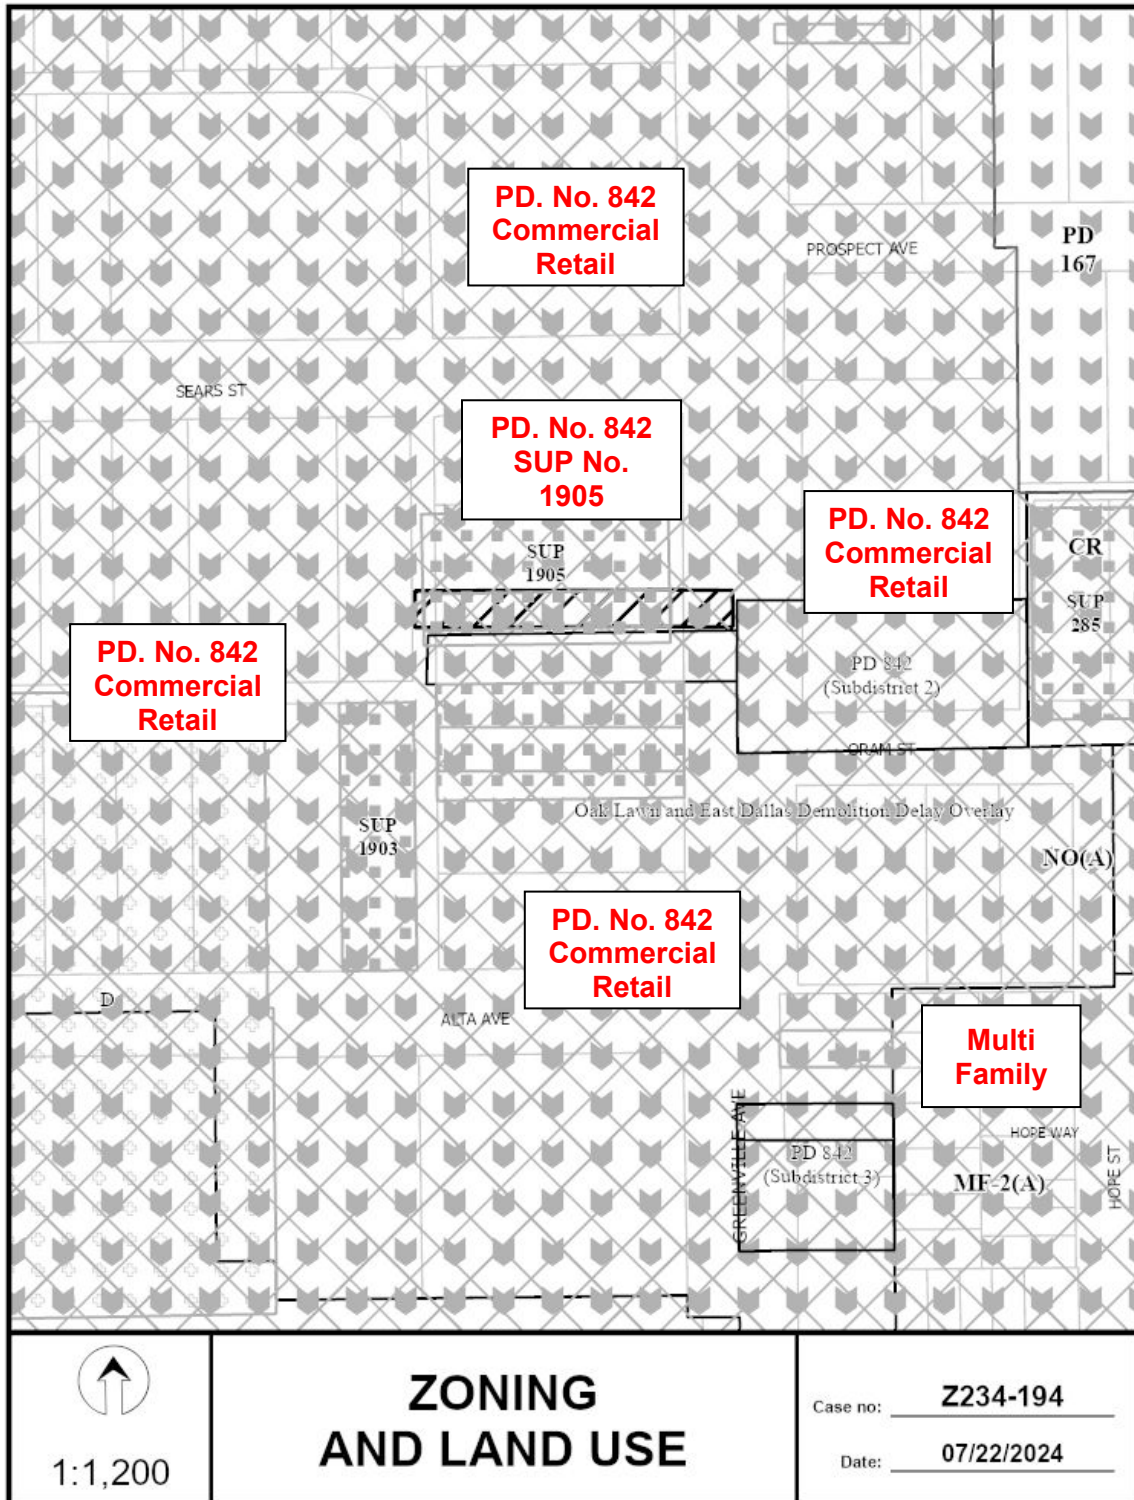 PD. No. 842
Commercial
Retail
PROSPECT AVE
PD
167
SEARS ST
PD. No. 842
SUP No.
1905
PD. No. 842
Commercial
Retail
CR
SUP
285
SUP
1905
PD. No. 842
Commercial
Retail
PD 842
(Subdistrict 2)
ORAM ST
Oak Lawn and East Dallas Demolition Delay Overlay
SUP
1903
NO(A)
PD. No. 842
Commercial
Retail
D
ALTA AVE
Multi
Family
GREENVILLE AVE
HOPE WAY
PD 842
(Subdistrict 3)
MF-2(A)
HOPE ST
1:1,200
ZONING
AND LAND USE
Case no: Z234-194
Date: 07/22/2024